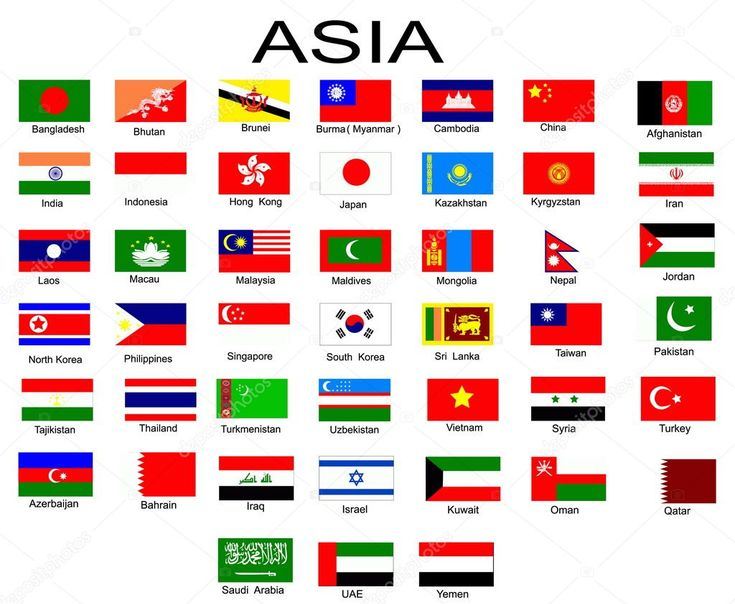 ASIA
Bangladesh Bhutan Brunei Burma( Myanmar ) Cambodia China Afghanistan
India Indonesia Hong Kong Japan Kazakhstan Kyrgyzstan Iran
Laos Macau Malaysia Maldives Mongolia Nepal Jordan
North Korea Philippines Singapore South Korea Sri Lanka Taiwan Pakistan
Tajikistan Thailand Turkmenistan Uzbekistan Vietnam Syria Turkey
Azerbaijan Bahrain Iraq Israel Kuwait Oman Qatar
Saudi Arabia UAE Yemen
depositphotos